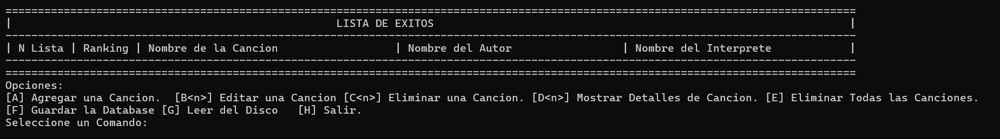 ===================================================================================================================================
|                                                  LISTA DE EXITOS                                                                |
-----------------------------------------------------------------------------------------------------------------------------------
| N Lista | Ranking | Nombre de la Cancion                  | Nombre del Autor                 | Nombre del Interprete            |
-----------------------------------------------------------------------------------------------------------------------------------
===================================================================================================================================
Opciones:
[A] Agregar una Cancion.  [B<n>] Editar una Cancion [C<n>] Eliminar una Cancion. [D<n>] Mostrar Detalles de Cancion. [E] Eliminar Todas las Canciones.
[F] Guardar la Database [G] Leer del Disco   [H] Salir.
Seleccione un Comando: